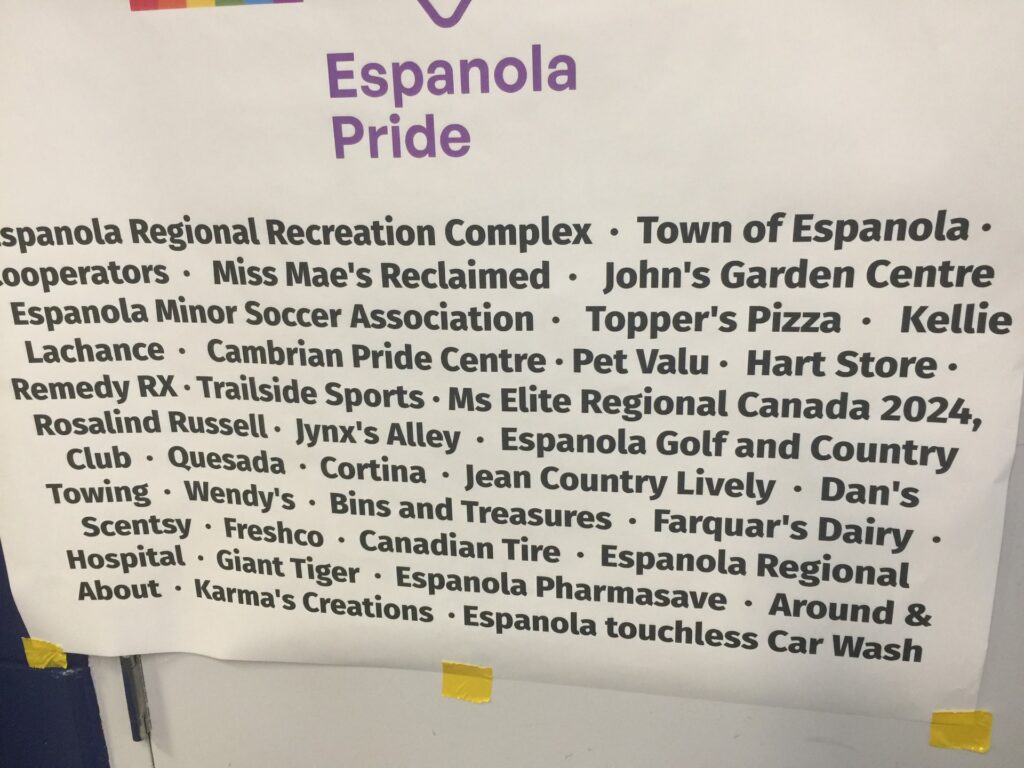 Espanola
Pride
spanola Regional Recreation Complex · Town of Espanola ·
ooperators · Miss Mae's Reclaimed · John's Garden Centre
Espanola Minor Soccer Association · Topper's Pizza · Kellie
Lachance · Cambrian Pride Centre · Pet Valu · Hart Store ·
Remedy RX · Trailside Sports · Ms Elite Regional Canada 2024,
Rosalind Russell · Jynx's Alley · Espanola Golf and Country
Club · Quesada · Cortina · Jean Country Lively · Dan's
Towing · Wendy's · Bins and Treasures · Farquar's Dairy ·
Scentsy · Freshco · Canadian Tire · Espanola Regional
Hospital · Giant Tiger · Espanola Pharmasave · Around &
About · Karma's Creations · Espanola touchless Car Wash